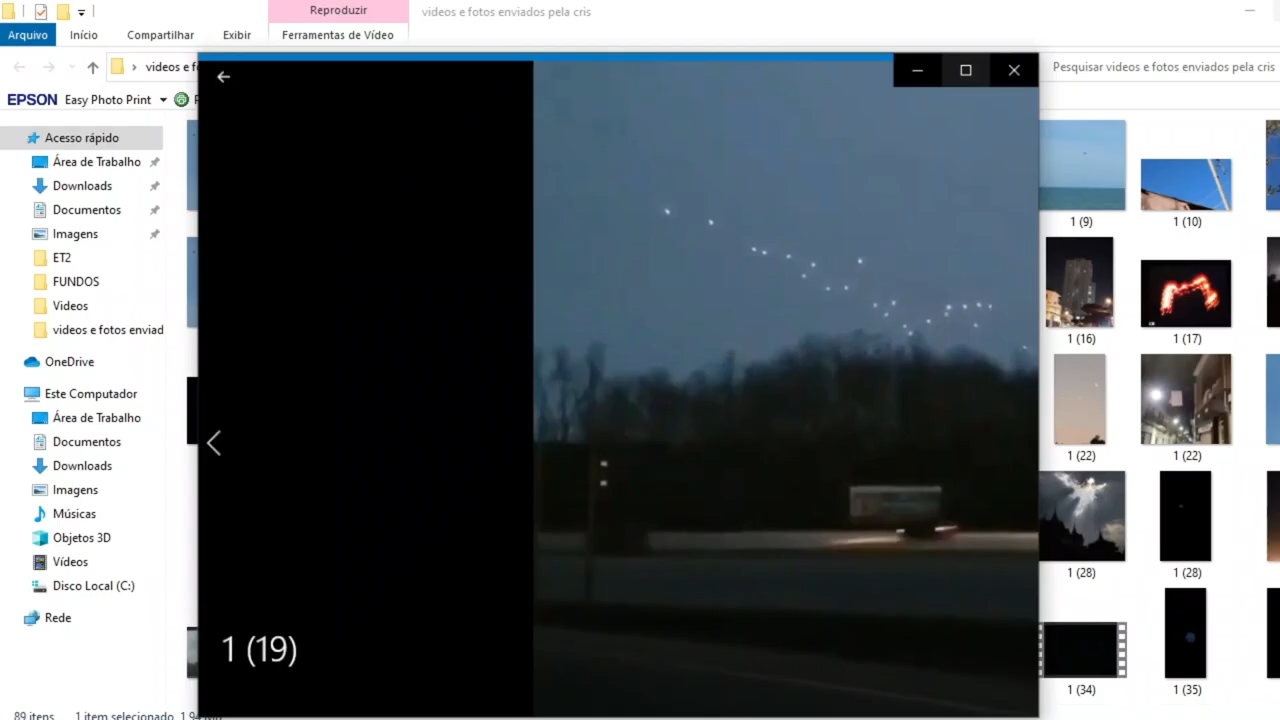 Reproduzir
videos e fotos enviados pela cris
Arquivo
Início
Compartilhar
Exibir
Ferramentas de Vídeo
videos e f
Pesquisar videos e fotos enviados pela cris
EPSON Easy Photo Print
Acesso rápido
Área de Trabalho
Downloads
Documentos
Imagens
ET2
FUNDOS
Videos
videos e fotos enviad
OneDrive
Este Computador
Área de Trabalho
Documentos
Downloads
Imagens
Músicas
Objetos 3D
Vídeos
Disco Local (C:)
Rede
1 (19)
1 (9)
1 (10)
1 (16)
1 (17)
1 (22)
1 (22)
1 (28)
1 (28)
1 (34)
1 (35)
89 itens
1 item selecionado